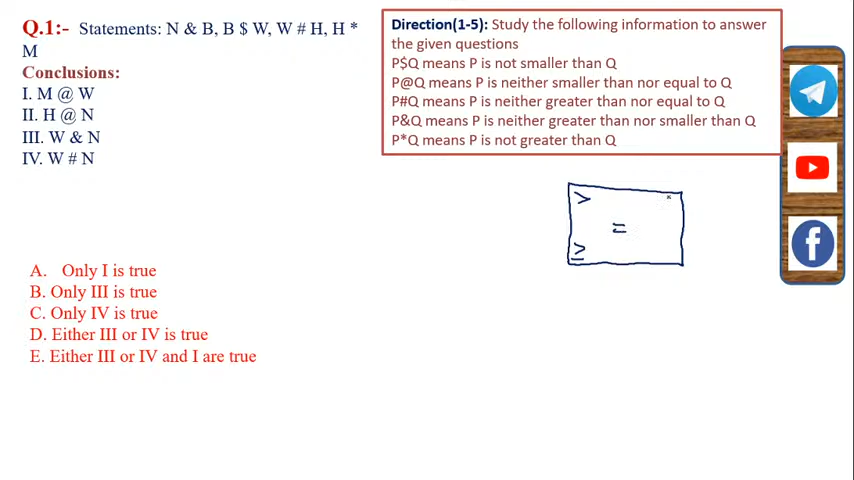 Q.1:- Statements: N & B, B $ W, W # H, H *
M
Conclusions:
I. M @ W
II. H @ N
III. W & N
IV. W # N
A. Only I is true
B. Only III is true
C. Only IV is true
D. Either III or IV is true
E. Either III or IV and I are true
Direction(1-5): Study the following information to answer
the given questions
P$Q means P is not smaller than Q
P@Q means P is neither smaller than nor equal to Q
P#Q means P is neither greater than nor equal to Q
P&Q means P is neither greater than nor smaller than Q
P*Q means P is not greater than Q
>
=
≥